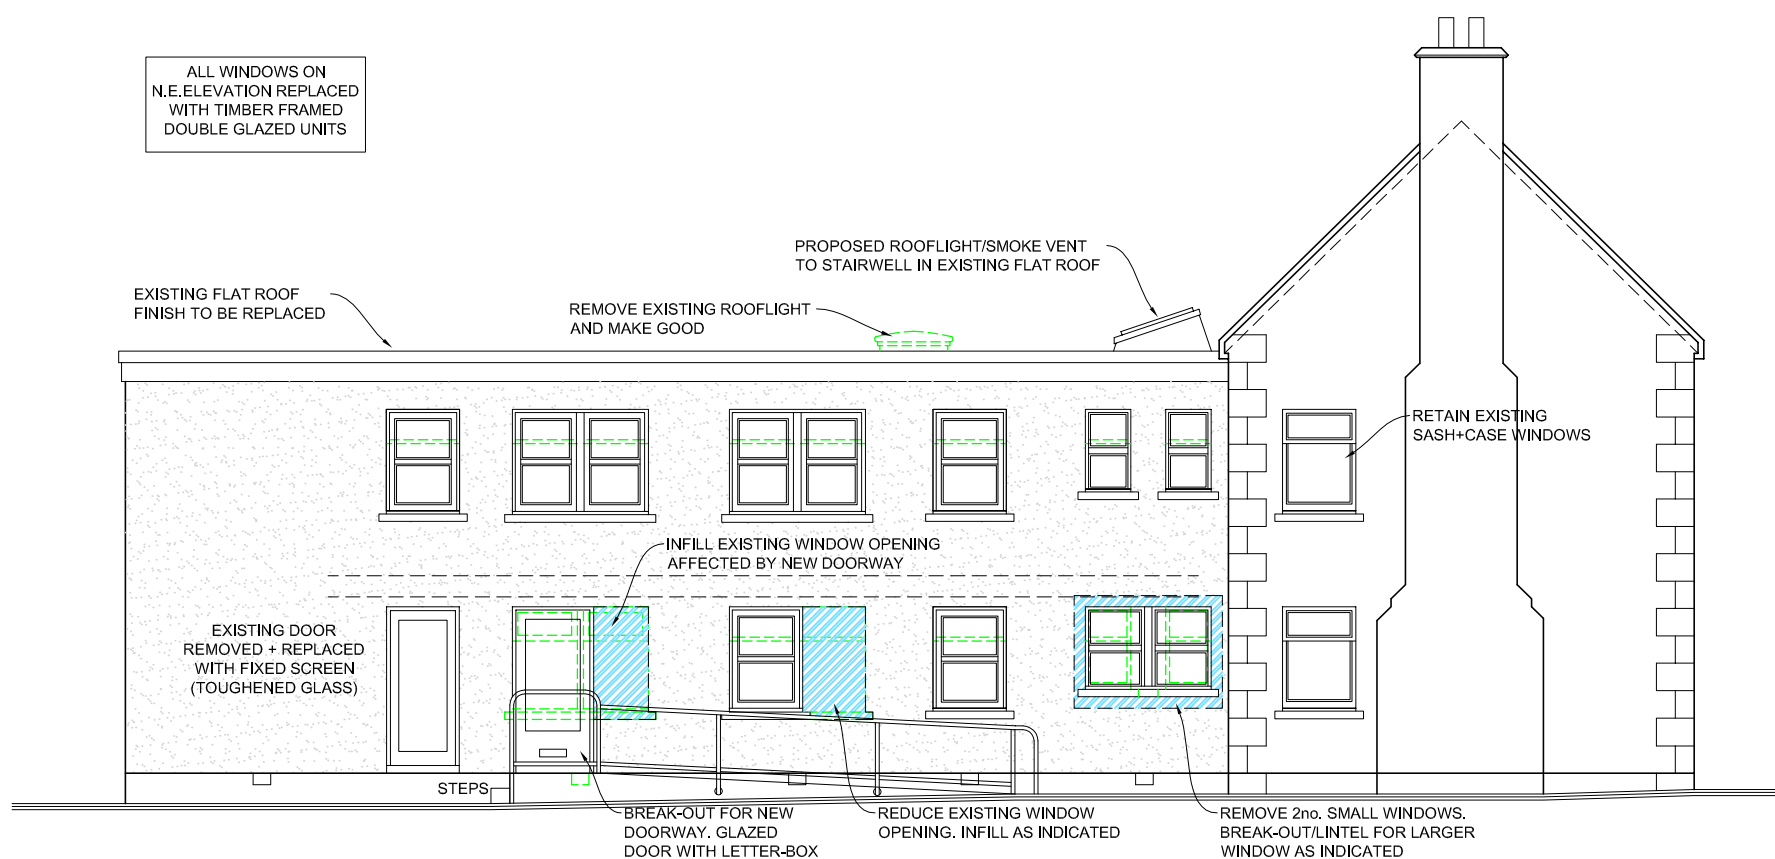 ALL WINDOWS ON
N.E.ELEVATION REPLACED
WITH TIMBER FRAMED
DOUBLE GLAZED UNITS
PROPOSED ROOFLIGHT/SMOKE VENT
TO STAIRWELL IN EXISTING FLAT ROOF
EXISTING FLAT ROOF
FINISH TO BE REPLACED
REMOVE EXISTING ROOFLIGHT
AND MAKE GOOD
RETAIN EXISTING
SASH+CASE WINDOWS
INFILL EXISTING WINDOW OPENING
AFFECTED BY NEW DOORWAY
EXISTING DOOR
REMOVED + REPLACED
WITH FIXED SCREEN
(TOUGHENED GLASS)
STEPS
BREAK-OUT FOR NEW
DOORWAY. GLAZED
DOOR WITH LETTER-BOX
REDUCE EXISTING WINDOW
OPENING. INFILL AS INDICATED
REMOVE 2no. SMALL WINDOWS.
BREAK-OUT/LINTEL FOR LARGER
WINDOW AS INDICATED